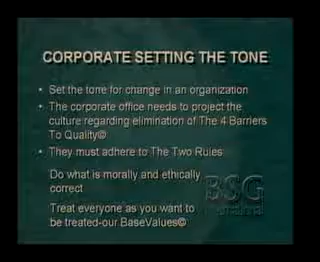 CORPORATE SETTING THE TONE
• Set the tone for change in an organization
• The corporate office needs to project the
culture regarding elimination of The 4 Barriers
To Quality©
• They must adhere to The Two Rules:
Do what is morally and ethically
correct
Treat everyone as you want to
be treated-our BaseValues©
BSG
International